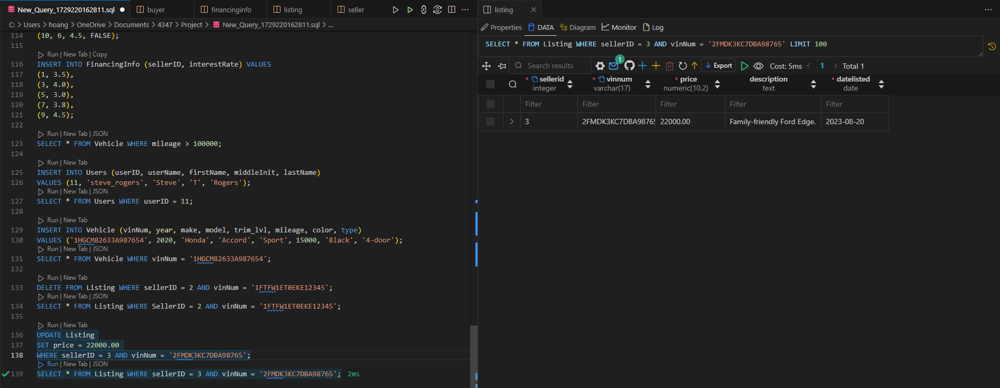 New_Query_1729220162811.sql
buyer
financinginfo
listing
seller
C: > Users > hoang > OneDrive > Documents > 4347 > Project > New_Query_1729220162811.sql > ...
114 (10, 6, 4.5, FALSE);
115
Run | New Tab | Copy
116 INSERT INTO FinancingInfo (sellerID, interestRate) VALUES
117 (1, 3.5),
118 (3, 4.0),
119 (5, 3.0),
120 (7, 3.8),
121 (9, 4.5);
122
Run | New Tab | JSON
123 SELECT * FROM Vehicle WHERE mileage > 100000;
124
Run | New Tab
125 INSERT INTO Users (userID, userName, firstName, middleInit, lastName)
126 VALUES (11, 'steve_rogers', 'Steve', 'T', 'Rogers');
Run | New Tab | JSON
127 SELECT * FROM Users WHERE userID = 11;
128
Run | New Tab
129 INSERT INTO Vehicle (vinNum, year, make, model, trim_lvl, mileage, color, type)
130 VALUES ('1HGCM82633A987654', 2020, 'Honda', 'Accord', 'Sport', 15000, 'Black', '4-door');
Run | New Tab | JSON
131 SELECT * FROM Vehicle WHERE vinNum = '1HGCM82633A987654';
132
Run | New Tab
133 DELETE FROM Listing WHERE sellerID = 2 AND vinNum = '1FTFW1ET0EKE12345';
Run | New Tab | JSON
134 SELECT * FROM Listing WHERE SellerID = 2 AND vinNum = '1FTFW1ET0EKE12345';
135
Run | New Tab
136 UPDATE Listing
137 SET price = 22000.00
138 WHERE sellerID = 3 AND vinNum = '2FMDK3KC7DBA98765';
Run | New Tab | JSON
139 SELECT * FROM Listing WHERE sellerID = 3 AND vinNum = '2FMDK3KC7DBA98765'; 2ms
listing
Properties DATA Diagram Monitor Log
SELECT * FROM Listing WHERE sellerID = 3 AND vinNum = '2FMDK3KC7DBA98765' LIMIT 100
Search results 1 Export Cost: 5ms < 1 > Total 1
* sellerid * vinnum * price description * datelisted
integer varchar(17) numeric(10,2) text date
Filter Filter Filter Filter Filter
3 2FMDK3KC7DBA9876 22000.00 Family-friendly Ford Edge. 2023-08-20